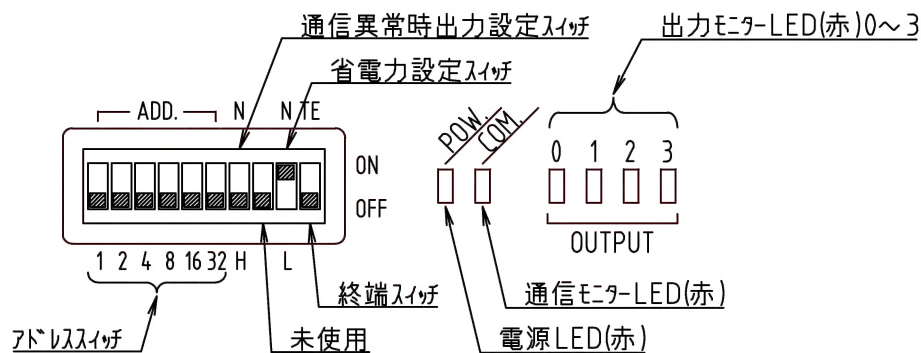 通信異常時出力設定スイッチ
出力モニターLED(赤)0～3
省電力設定スイッチ
ADD. N N TE
POW. COM.
0 1 2 3
ON
OFF
OUTPUT
1 2 4 8 16 32 H L
終端スイッチ
通信モニターLED(赤)
アドレススイッチ
未使用
電源LED(赤)